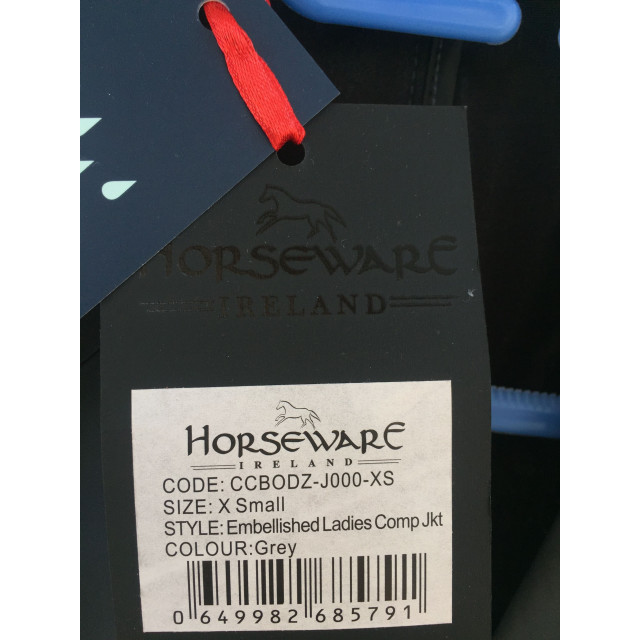 HORSEWARE
IRELAND
HORSEWARE
IRELAND
CODE: CCBODZ-J000-XS
SIZE: X Small
STYLE: Embellished Ladies Comp Jkt
COLOUR:Grey
0 649982 685791